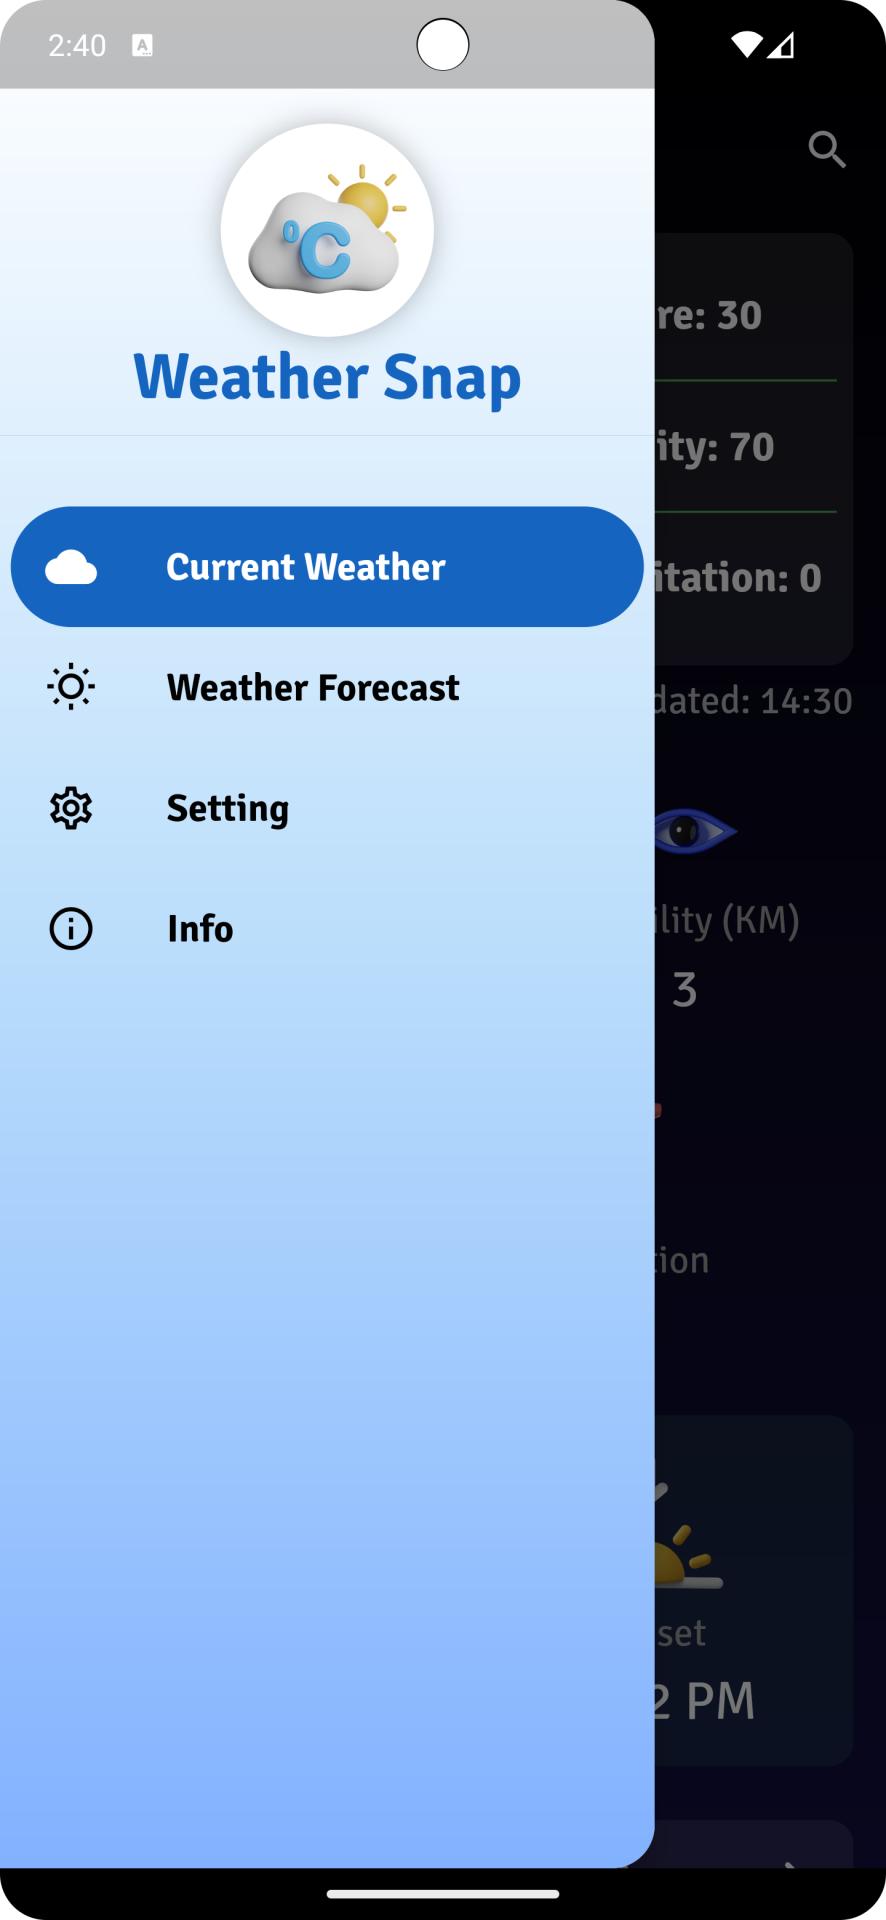 2:40
A
°C
Weather Snap
Current Weather
Weather Forecast
Setting
Info
re: 30
ity: 70
itation: 0
dated: 14:30
ility (KM)
3
tion
set
2 PM